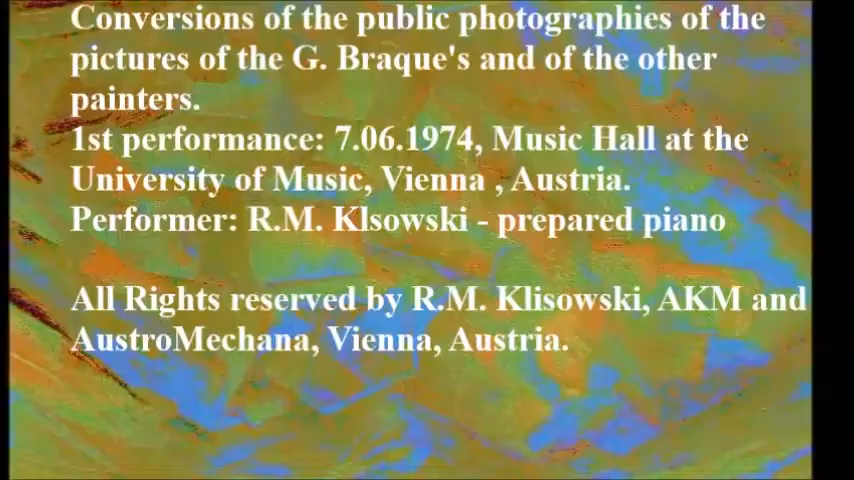 Conversions of the public photographies of the
pictures of the G. Braque's and of the other
painters.
1st performance: 7.06.1974, Music Hall at the
University of Music, Vienna , Austria.
Performer: R.M. Klsowski - prepared piano
All Rights reserved by R.M. Klisowski, AKM and
AustroMechana, Vienna, Austria.